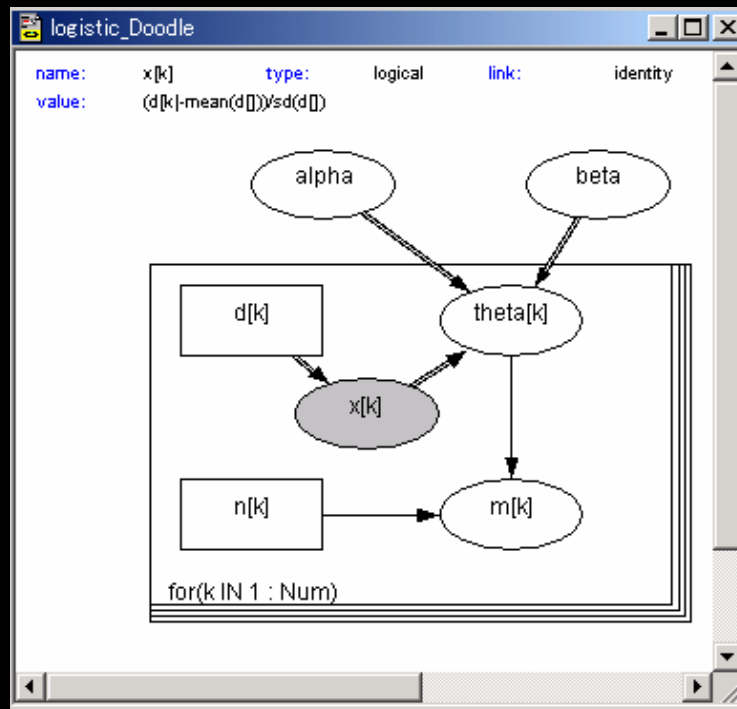 logistic_Doodle
name: x[k] type: logical link: identity
value: (d[k]-mean(d[]))/sd(d[])
alpha beta
d[k] theta[k]
x[k]
n[k] m[k]
for(k IN 1 : Num)